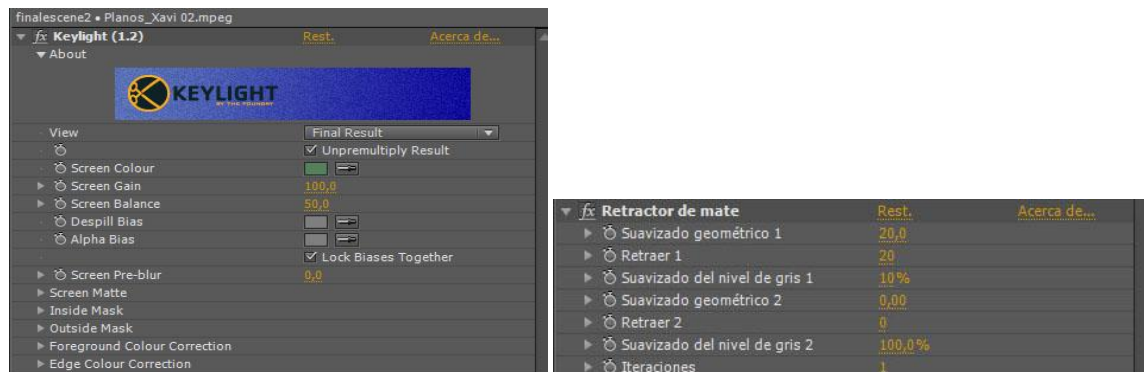 finalescene2 • Planos_Xavi 02.mpeg
fx Keylight (1.2) Rest. Acerca de...
About
KEYLIGHT
BY THE FOUNDRY
View Final Result
Unpremultiply Result
Screen Colour
Screen Gain 100,0
Screen Balance 50,0
Despill Bias
Alpha Bias
Lock Biases Together
Screen Pre-blur 0,0
Screen Matte
Inside Mask
Outside Mask
Foreground Colour Correction
Edge Colour Correction
fx Retractor de mate Rest. Acerca de...
Suavizado geométrico 1 20,0
Retraer 1 20
Suavizado del nivel de gris 1 10%
Suavizado geométrico 2 0,00
Retraer 2 0
Suavizado del nivel de gris 2 100,0%
Iteraciones 1